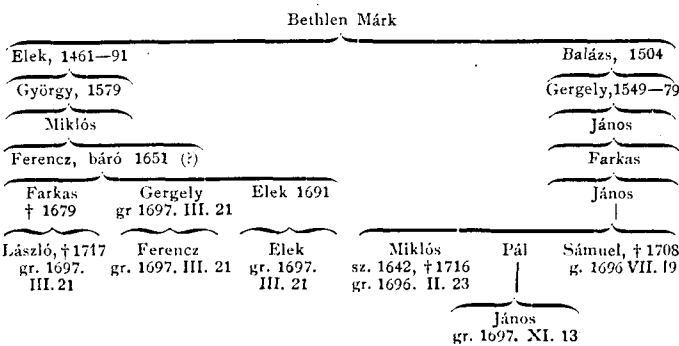 Bethlen Márk
Elek, 1461—91 Balázs, 1504
György, 1579 Gergely, 1549—79
Miklós János
Ferencz, báró 1651 (?) Farkas
Farkas Gergely Elek 1691 János
† 1679 gr 1697. III. 21
László, † 1717 Ferencz Elek Miklós Pál Sámuel, † 1708
gr. 1697. gr. 1697. III. 21 gr. 1697. sz. 1642, † 1716 g. 1696 VII. 19
III. 21 III. 21 gr. 1696. II. 23
János
gr. 1697. XI. 13